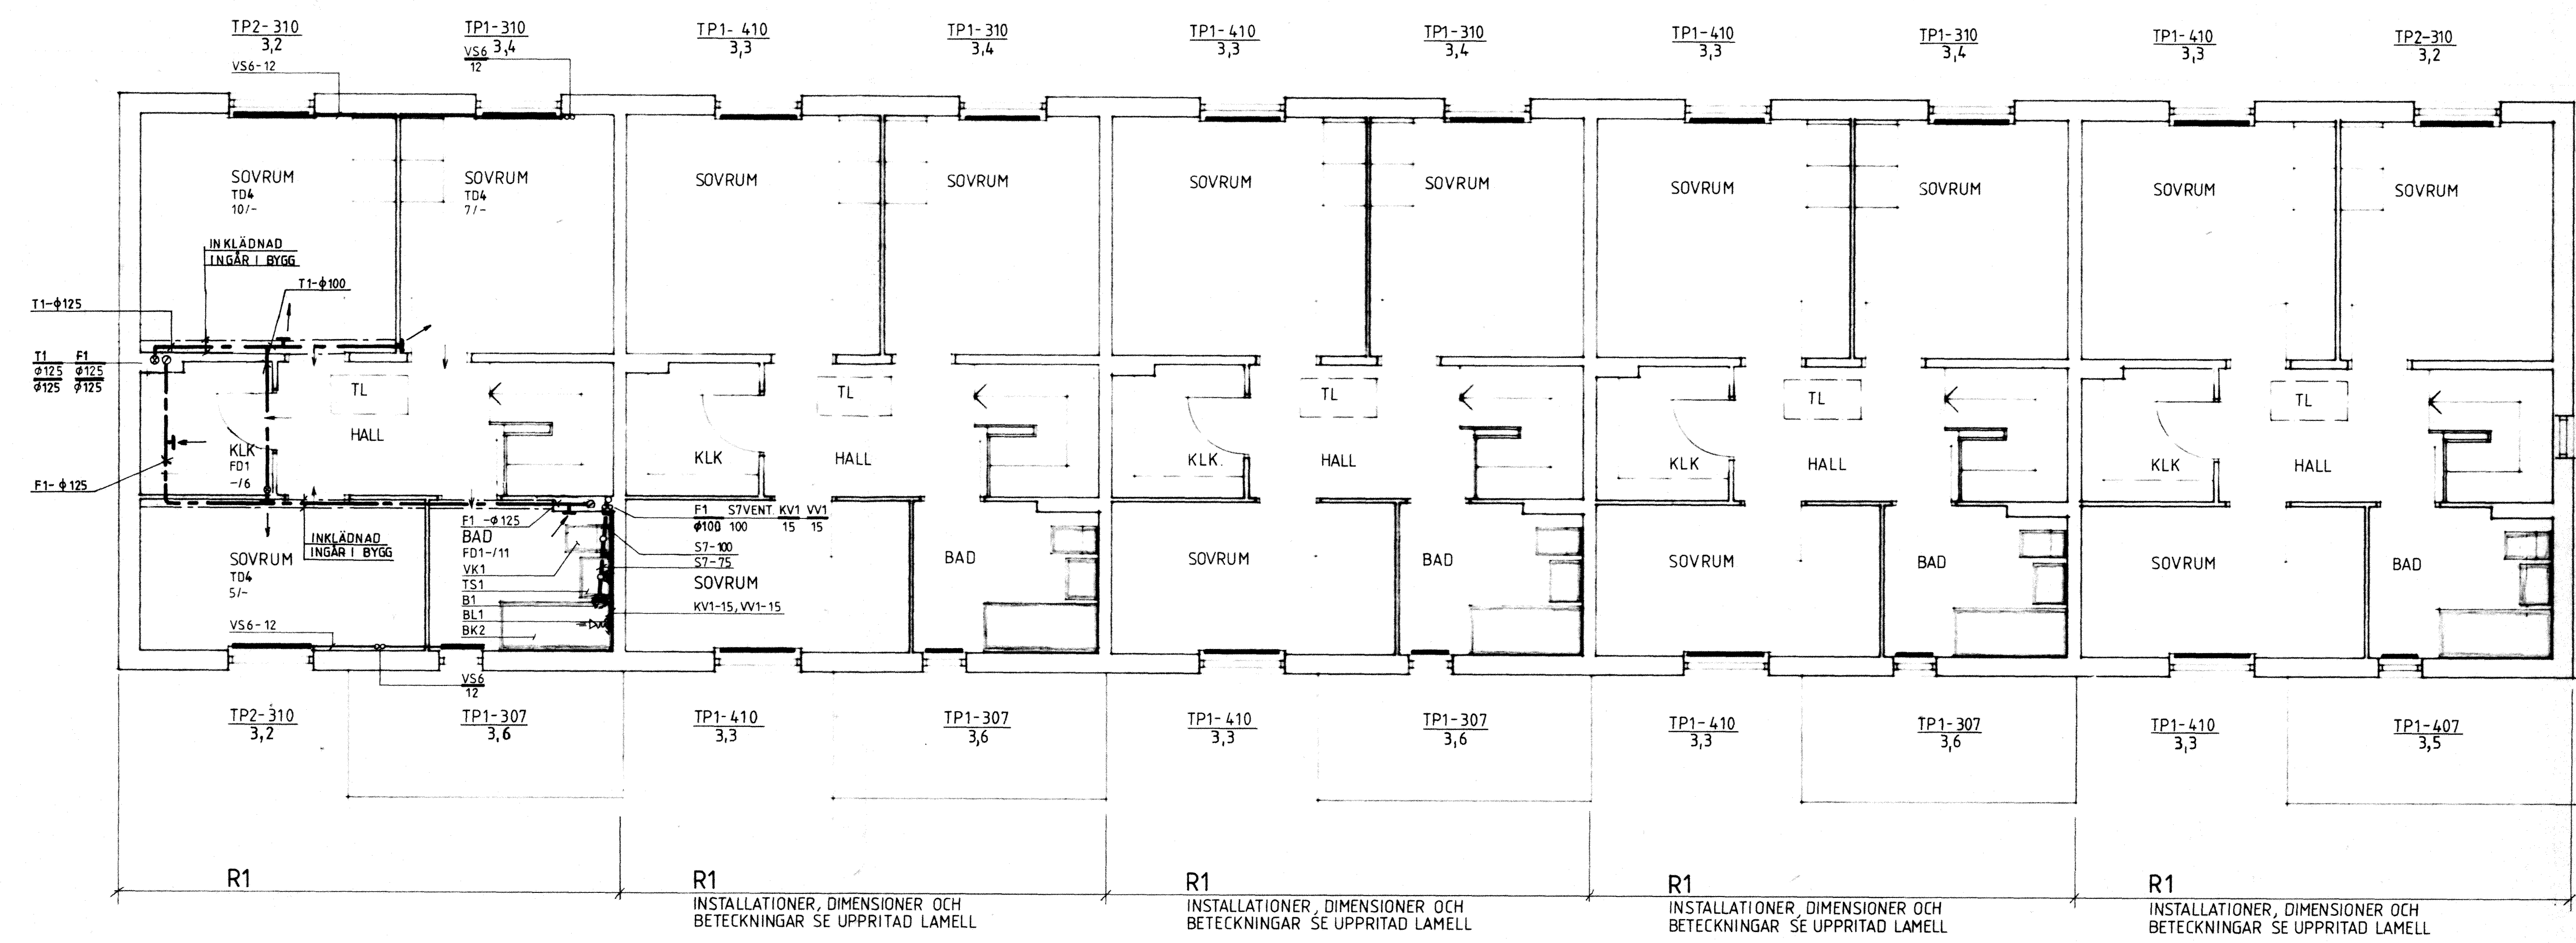 TP2-310
3,2
TP1-310
3,4
TP1-410
3,3
TP1-310
3,4
TP1-410
3,3
TP1-310
3,4
TP1-410
3,3
TP1-310
3,4
TP1-410
3,3
TP2-310
3,2
VS6-12
VS6
12
SOVRUM
TD4
10/-
SOVRUM
TD4
7/-
SOVRUM
SOVRUM
SOVRUM
SOVRUM
SOVRUM
SOVRUM
SOVRUM
SOVRUM
INKLÄDNAD
INGÅR I BYGG
T1-ϕ100
T1-ϕ125
T1 F1
ϕ125 ϕ125
ϕ125 ϕ125
TL
TL
TL
TL
TL
HALL
HALL
HALL
HALL
HALL
KLK
FD1
-/6
KLK
KLK.
KLK
KLK
F1-ϕ125
F1 -ϕ125
BAD
FD1-/11
VK1
TS1
B1
BL1
BK2
F1 S7VENT. KV1 VV1
ϕ100 100 15 15
S7-100
S7-75
SOVRUM
KV1-15, VV1-15
INKLÄDNAD
INGÅR I BYGG
SOVRUM
TD4
5/-
VS6-12
VS6
12
BAD
SOVRUM
BAD
SOVRUM
BAD
SOVRUM
BAD
TP2-310
3,2
TP1-307
3,6
TP1-410
3,3
TP1-307
3,6
TP1-410
3,3
TP1-307
3,6
TP1-410
3,3
TP1-307
3,6
TP1-410
3,3
TP1-407
3,5
R1
R1
INSTALLATIONER, DIMENSIONER OCH
BETECKNINGAR SE UPPRITAD LAMELL
R1
INSTALLATIONER, DIMENSIONER OCH
BETECKNINGAR SE UPPRITAD LAMELL
R1
INSTALLATIONER, DIMENSIONER OCH
BETECKNINGAR SE UPPRITAD LAMELL
R1
INSTALLATIONER, DIMENSIONER OCH
BETECKNINGAR SE UPPRITAD LAMELL